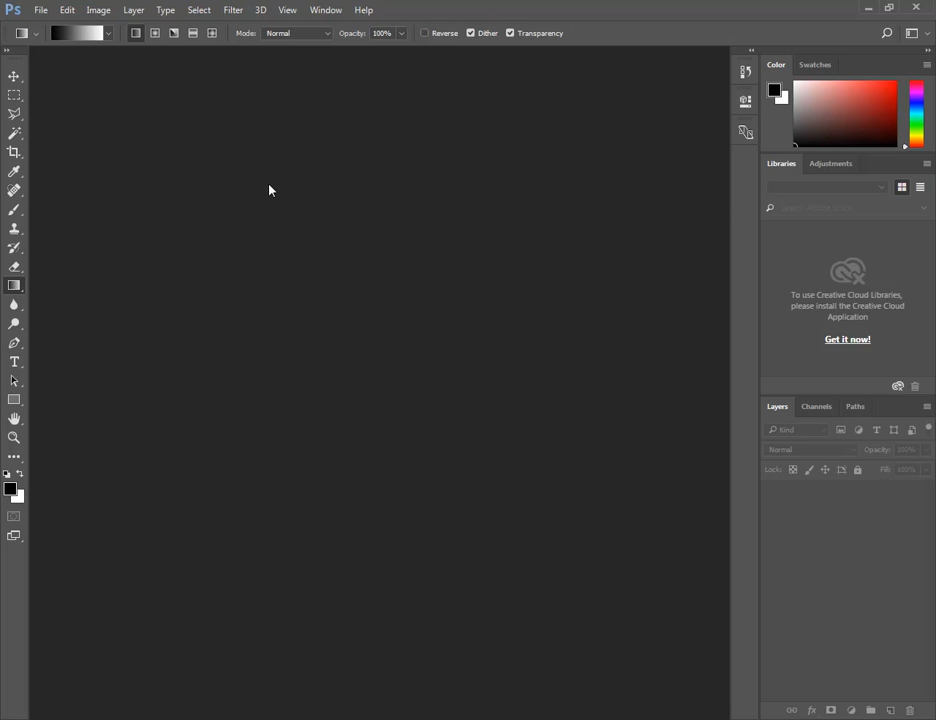 Ps File Edit Image Layer Type Select Filter 3D View Window Help
Mode: Normal Opacity: 100% Reverse Dither Transparency
Color Swatches
Libraries Adjustments
To use Creative Cloud Libraries,
please install the Creative Cloud
Application
Get it now!
Layers Channels Paths
Kind
Normal Opacity: 100%
Lock: Fill: 100%